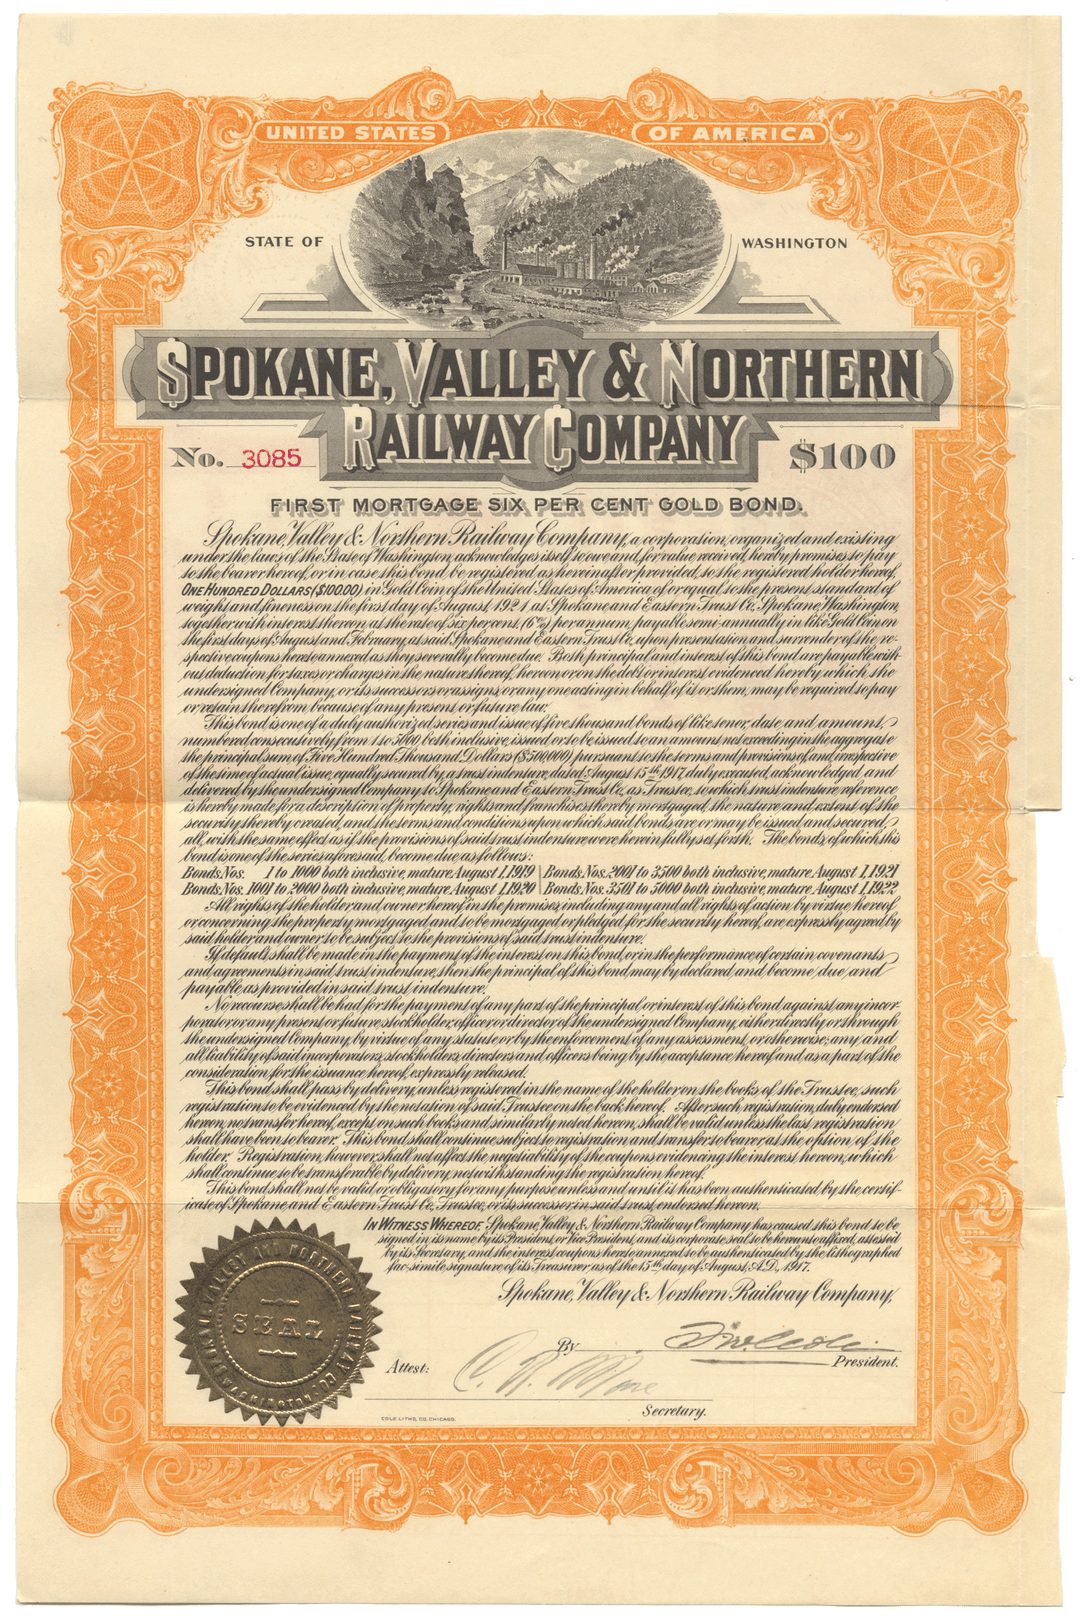 UNITED STATES OF AMERICA
STATE OF WASHINGTON
SPOKANE, VALLEY & NORTHERN
RAILWAY COMPANY
No. 3085 $100
FIRST MORTGAGE SIX PER CENT GOLD BOND.
Spokane, Valley & Northern Railway Company, a corporation, organized and existing
under the laws of the State of Washington, acknowledges itself to owe and, for value received, hereby promises to pay
to the bearer hereof, or in case this bond be registered as hereinafter provided, to the registered holder hereof,
ONE HUNDRED DOLLARS ($100.00) in Gold Coin of the United States of America of or equal to the present standard of
weight and fineness on the first day of August, 1921 at Spokane and Eastern Trust Co., Spokane, Washington,
together with interest thereon at the rate of six per cent, (6%) per annum, payable semi-annually in like Gold Coin on
the first days of August and February, at said Spokane and Eastern Trust Co., upon presentation and surrender of the re-
spective coupons hereto annexed as they severally become due. Both principal and interest of this bond are payable with-
out deduction for taxes or charges in the nature thereof, hereon or on the debt or interest evidenced hereby which the
undersigned Company, or its successors or assigns, or any one acting in behalf of it or them, may be required to pay
or retain therefrom because of any present or future law.
This bond is one of a duly authorized series and issue of five thousand bonds of like tenor, date and amount,
numbered consecutively from 1 to 5000 both inclusive, issued or to be issued to an amount not exceeding in the aggregate
the principal sum of Five Hundred Thousand Dollars ($500,000) pursuant to the terms and provisions of, and irrespective
of the time of actual issue, equally secured by, a trust indenture, dated August 15th 1917, duly executed, acknowledged and
delivered by the undersigned Company to Spokane and Eastern Trust Co., as Trustee, to which trust indenture reference
is hereby made for a description of property, rights and franchises thereby mortgaged, the nature and extent of the
security thereby created, and the terms and conditions upon which said bonds are or may be issued and secured,
all, with the same effect as if the provisions of said trust indenture were herein fully set forth. The bonds, of which this
bond is one of the series aforesaid, become due as follows:
Bonds, Nos. 1 to 1000 both inclusive, mature August 1, 1919 | Bonds, Nos. 2001 to 3500 both inclusive, mature August 1, 1921
Bonds, Nos. 1001 to 2000 both inclusive, mature August 1, 1920 | Bonds, Nos. 3501 to 5000 both inclusive, mature August 1, 1922
All rights of the holder and owner hereof in the premises, including any and all, rights of action by virtue hereof
or concerning the property mortgaged and to be mortgaged or pledged, for the security hereof, are expressly agreed, by
said holder and owner to be subject to the provisions of said trust indenture.
If default shall be made in the payment of the interest on this bond, or in the performance of certain covenants
and agreements in said trust indenture, then the principal of this bond may be declared and become due and
payable as provided in said trust indenture.
No recourse shall be had for the payment of any part of the principal or interest of this bond against any incor-
porator or any present or future stockholder, officer or director of the undersigned Company, either directly or through
the undersigned Company, by virtue of any statute or by the enforcement of any assessment, or otherwise; any and
all liability of said incorporators, stockholders, directors and officers being by the acceptance hereof and as a part of the
consideration for the issuance hereof, expressly released.
This bond shall pass by delivery, unless registered in the name of the holder on the books of the Trustee, such
registration to be evidenced by the notation of said Trustee on the back hereof. After such registration, duly endorsed
hereon, no transfer hereof, except on such books and similarly noted hereon, shall be valid unless the last registration
shall have been to bearer. This bond shall continue subject to registration and transfer to bearer at the option of the
holder. Registration, however, shall not affect the negotiability of the coupons, evidencing the interest hereon, which
shall continue to be transferable by delivery, notwithstanding the registration hereof.
This bond shall not be valid or obligatory for any purpose unless and until it has been authenticated by the certif-
icate of Spokane and Eastern Trust Co., Trustee, or its successor in said trust, endorsed hereon.
IN WITNESS WHEREOF, Spokane, Valley & Northern Railway Company has caused this bond to be
signed in its name by its President, or Vice President, and its corporate seal to be hereunto affixed, attested
by its Secretary, and the interest coupons hereto annexed to be authenticated by the lithographed
fac-simile signature of its Treasurer as of the 15th day of August, A.D., 1917.
Spokane, Valley & Northern Railway Company,
By
President.
Attest:
Secretary.
SPOKANE, VALLEY AND NORTHERN RAILWAY CO.
WASHINGTON
SEAL
COLE LITHO. CO. CHICAGO.